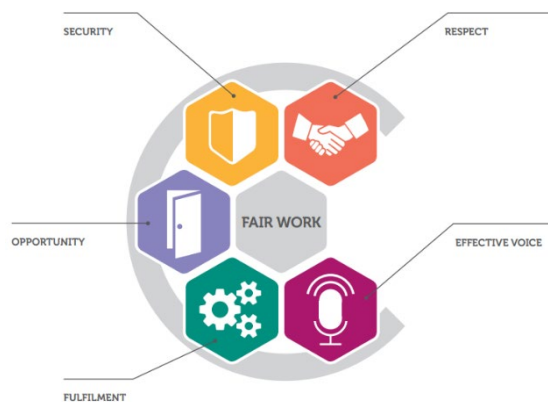 SECURITY
RESPECT
FAIR WORK
OPPORTUNITY
EFFECTIVE VOICE
FULFILMENT